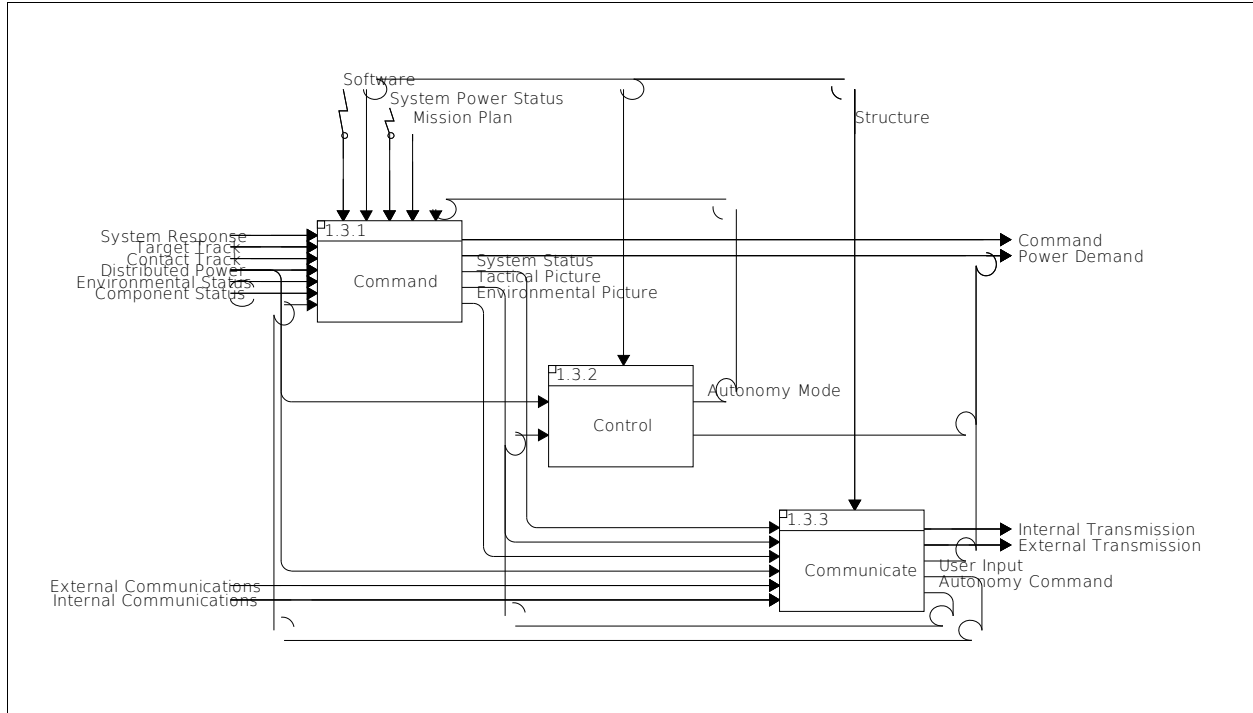 Software
System Power Status
Mission Plan
Structure
1.3.1
Command
System Response
Target Track
Contact Track
Distributed Power
Environmental Status
Component Status
System Status
Tactical Picture
Environmental Picture
Command
Power Demand
1.3.2
Control
Autonomy Mode
1.3.3
Communicate
Internal Transmission
External Transmission
User Input
Autonomy Command
External Communications
Internal Communications